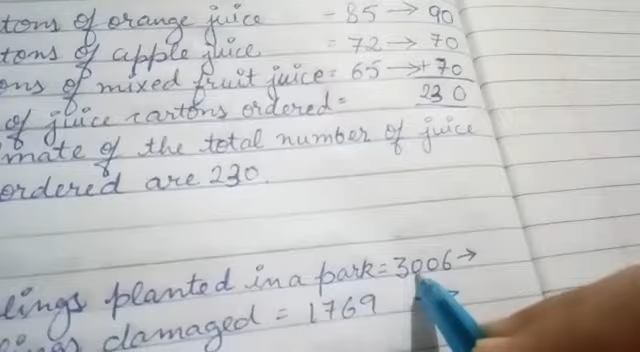 tons of orange juice - 85 → 90
tons of apple juice = 72 → 70
ons of mixed fruit juice = 65 → + 70
of juice cartons ordered = 230
mate of the total number of juice
ordered are 230.
lings planted in a park = 3006 →
damaged = 1769